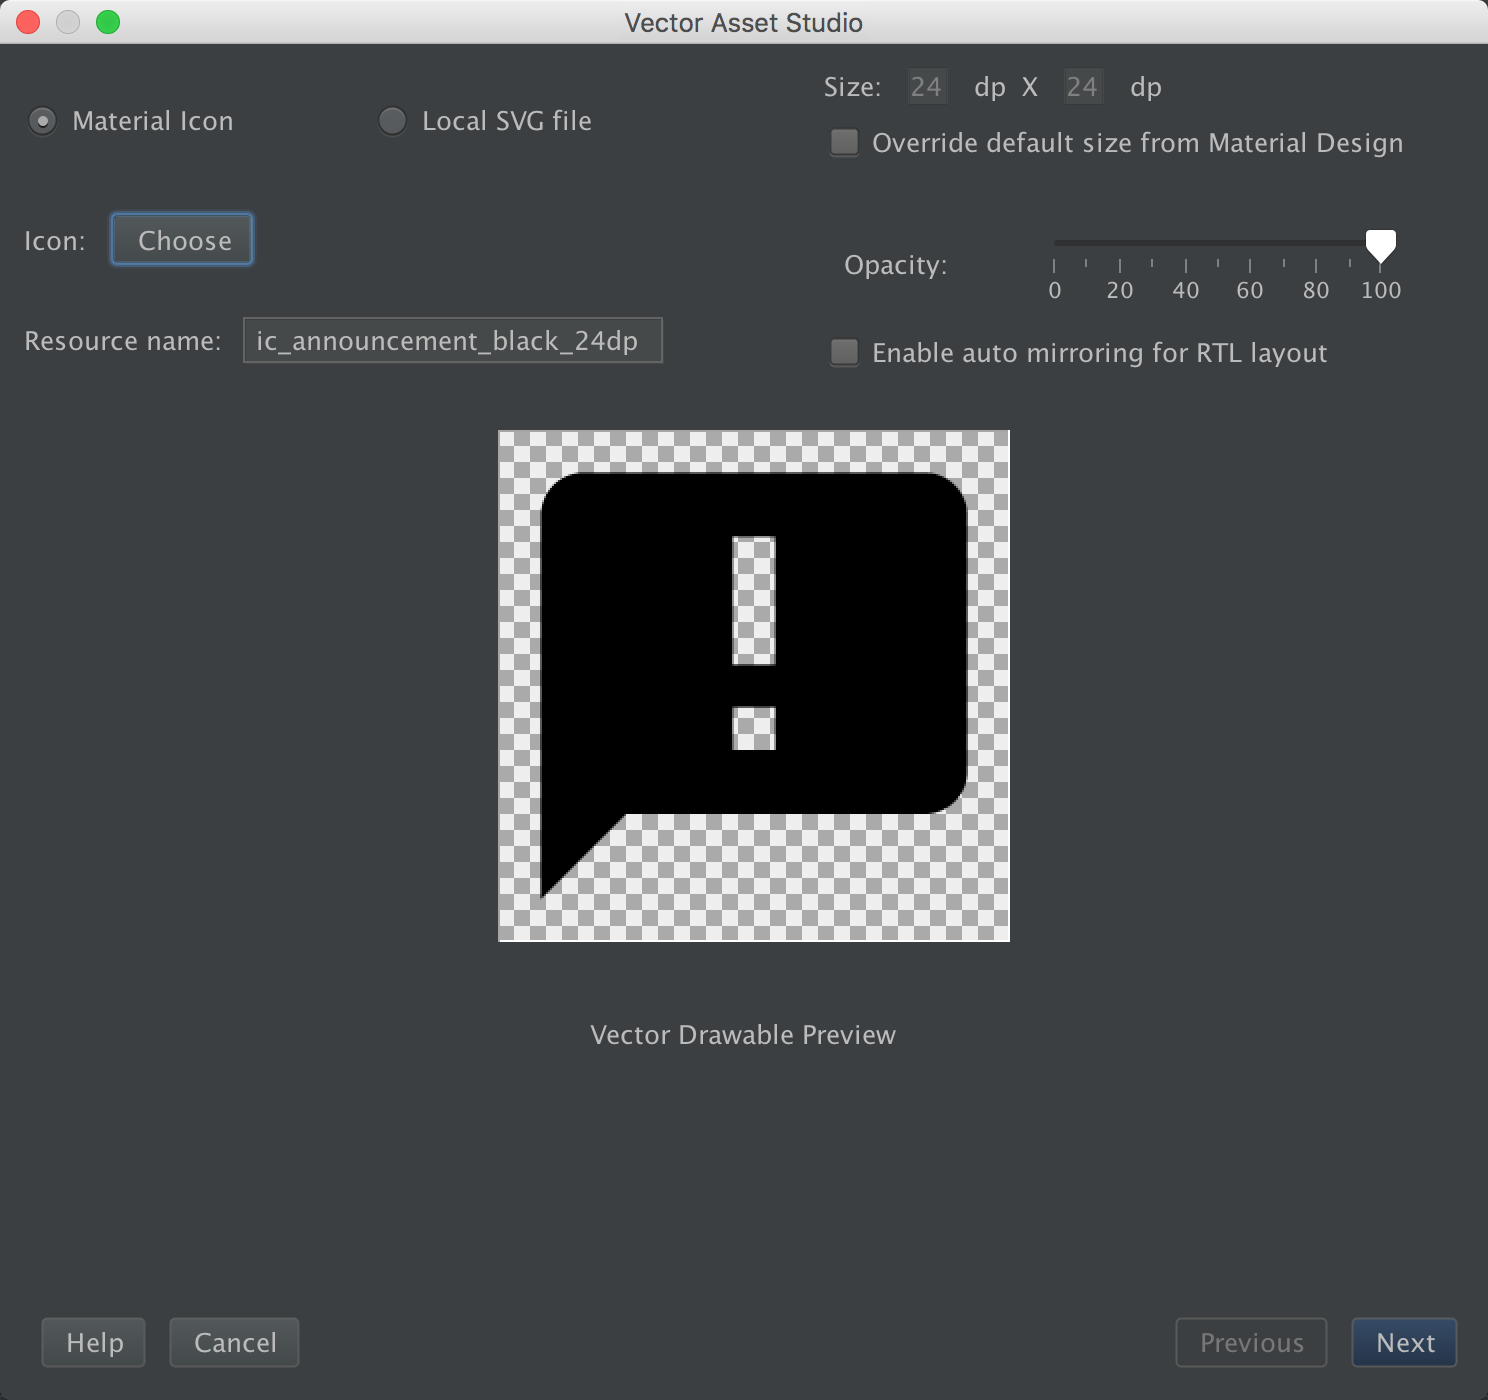 Vector Asset Studio
Material Icon
Local SVG file
Size: 24 dp X 24 dp
Override default size from Material Design
Icon: Choose
Opacity:
0 20 40 60 80 100
Resource name: ic_announcement_black_24dp
Enable auto mirroring for RTL layout
!
Vector Drawable Preview
Help Cancel Previous Next